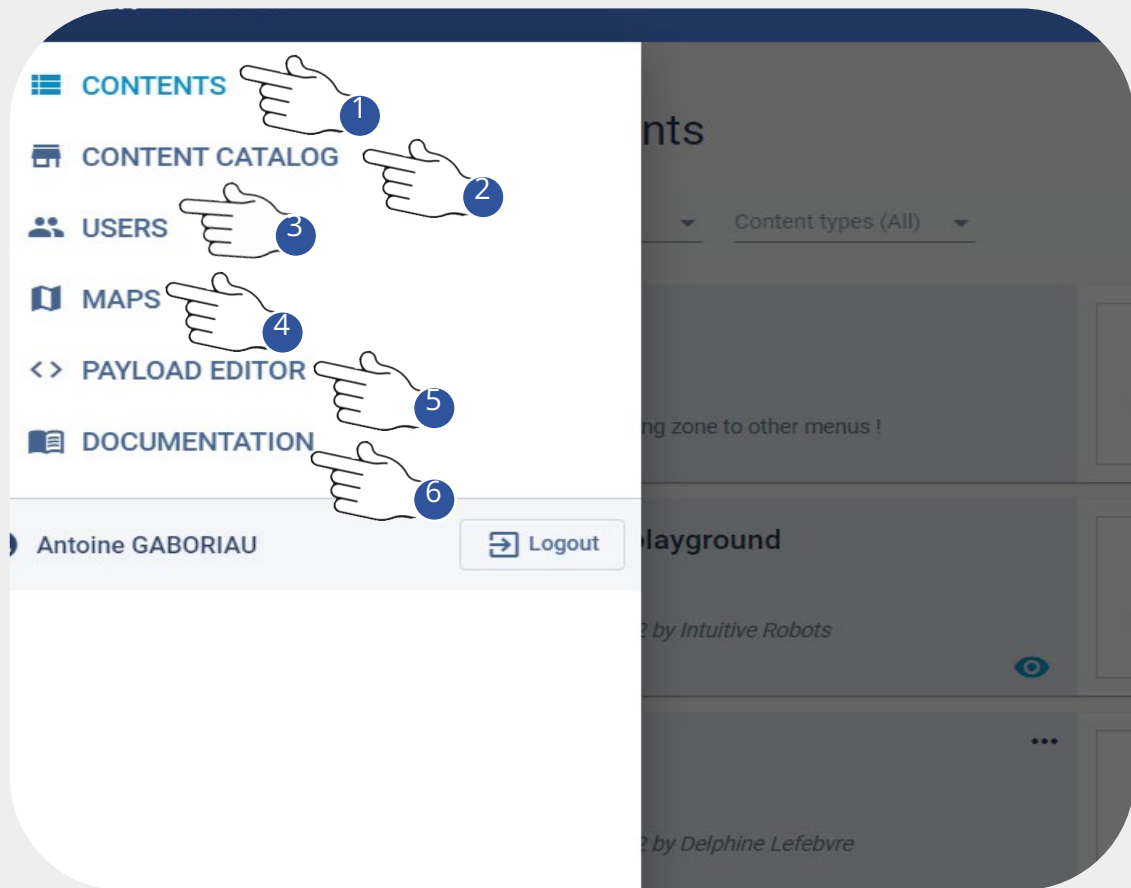 CONTENTS
1
CONTENT CATALOG
2
USERS
3
MAPS
4
PAYLOAD EDITOR
5
DOCUMENTATION
6
Antoine GABORIAU
Logout
nts
Content types (All)
ng zone to other menus !
layground
2 by Intuitive Robots
2 by Delphine Lefebvre